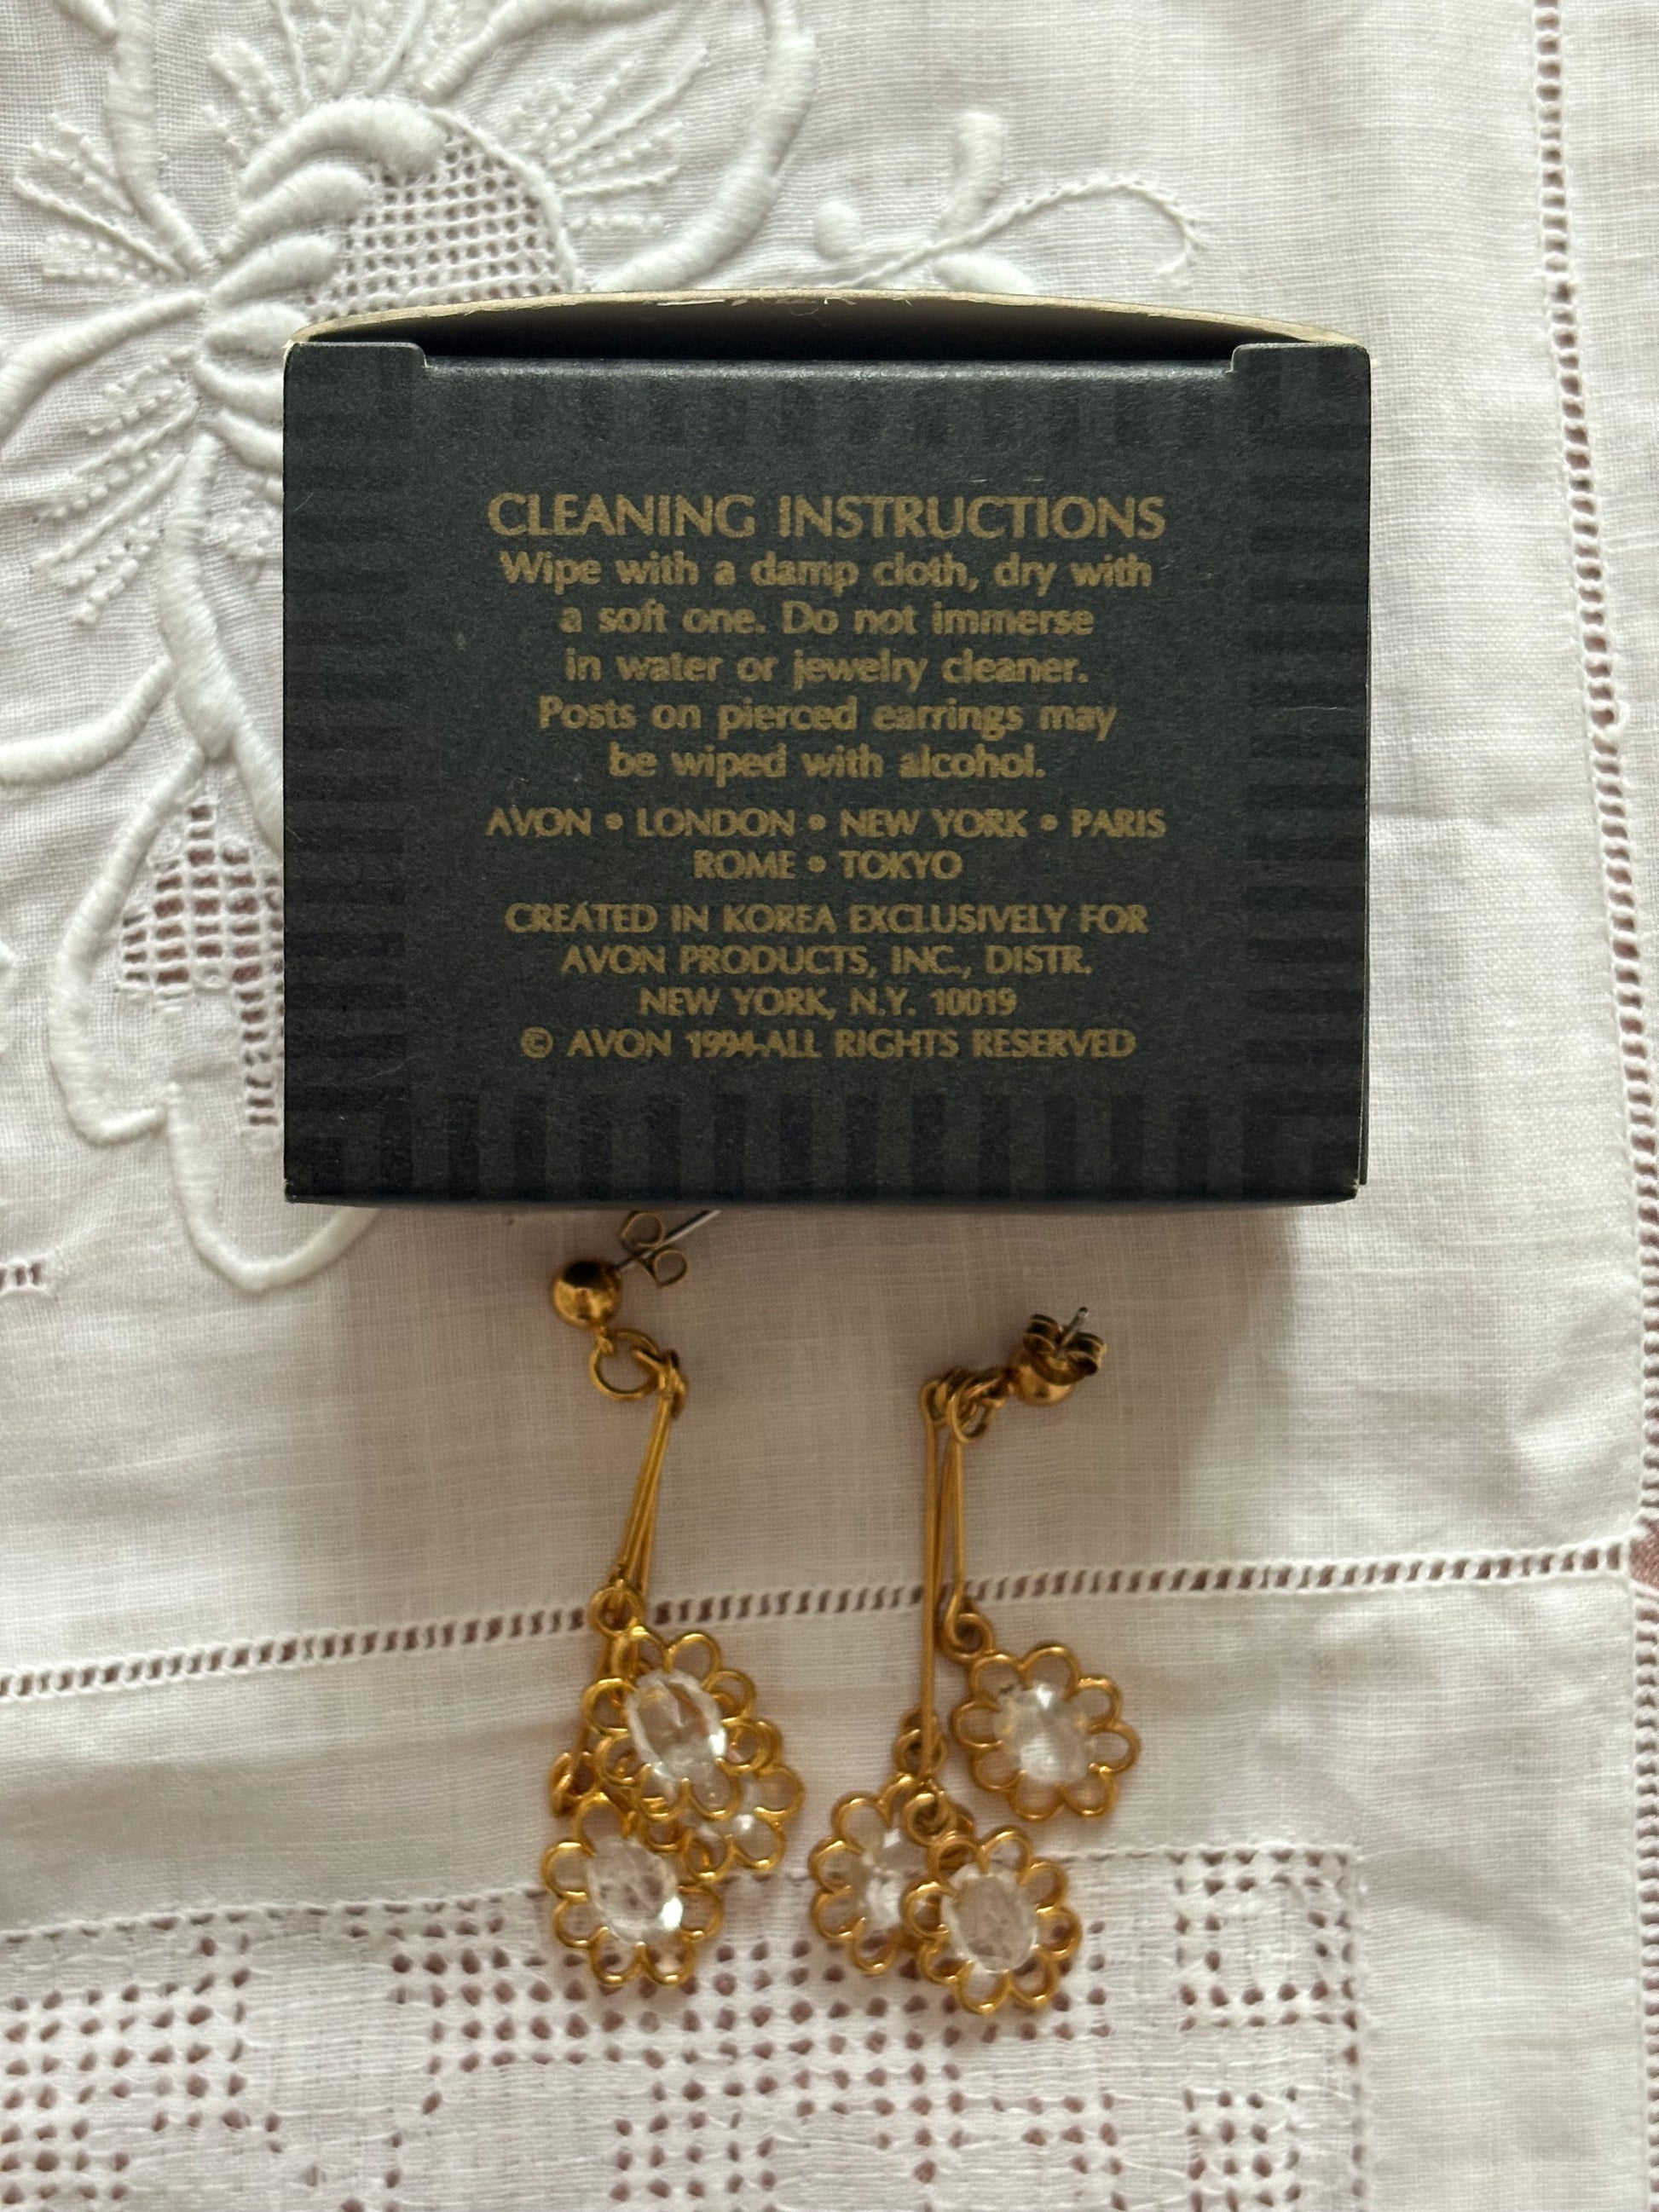 CLEANING INSTRUCTIONS
Wipe with a damp cloth, dry with
a soft one. Do not immerse
in water or jewelry cleaner.
Posts on pierced earrings may
be wiped with alcohol.
AVON • LONDON • NEW YORK • PARIS
ROME • TOKYO
CREATED IN KOREA EXCLUSIVELY FOR
AVON PRODUCTS, INC., DISTR.
NEW YORK, N.Y. 10019
© AVON 1994-ALL RIGHTS RESERVED